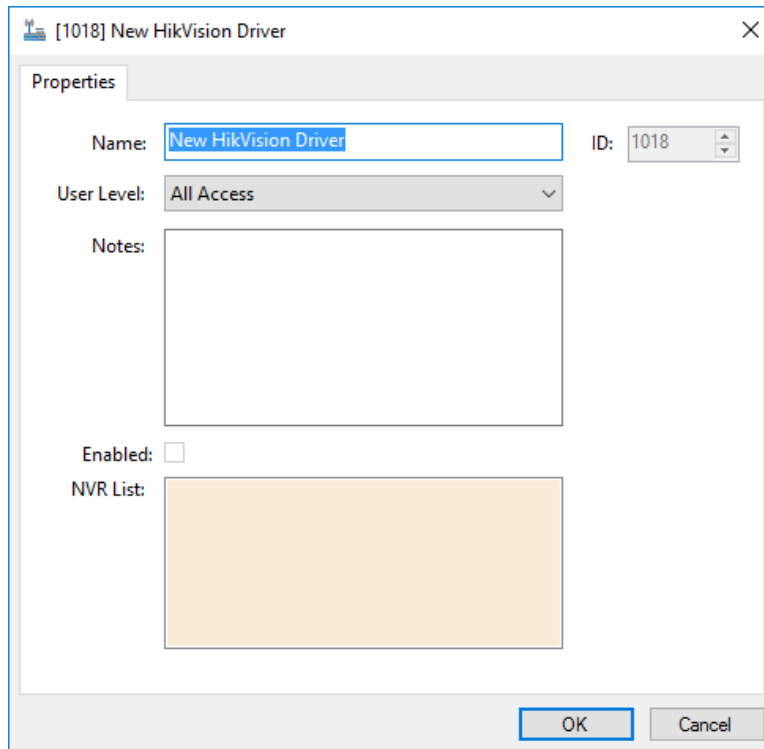 [1018] New HikVision Driver
Properties
Name: New HikVision Driver ID: 1018
User Level: All Access
Notes:
Enabled:
NVR List:
OK Cancel